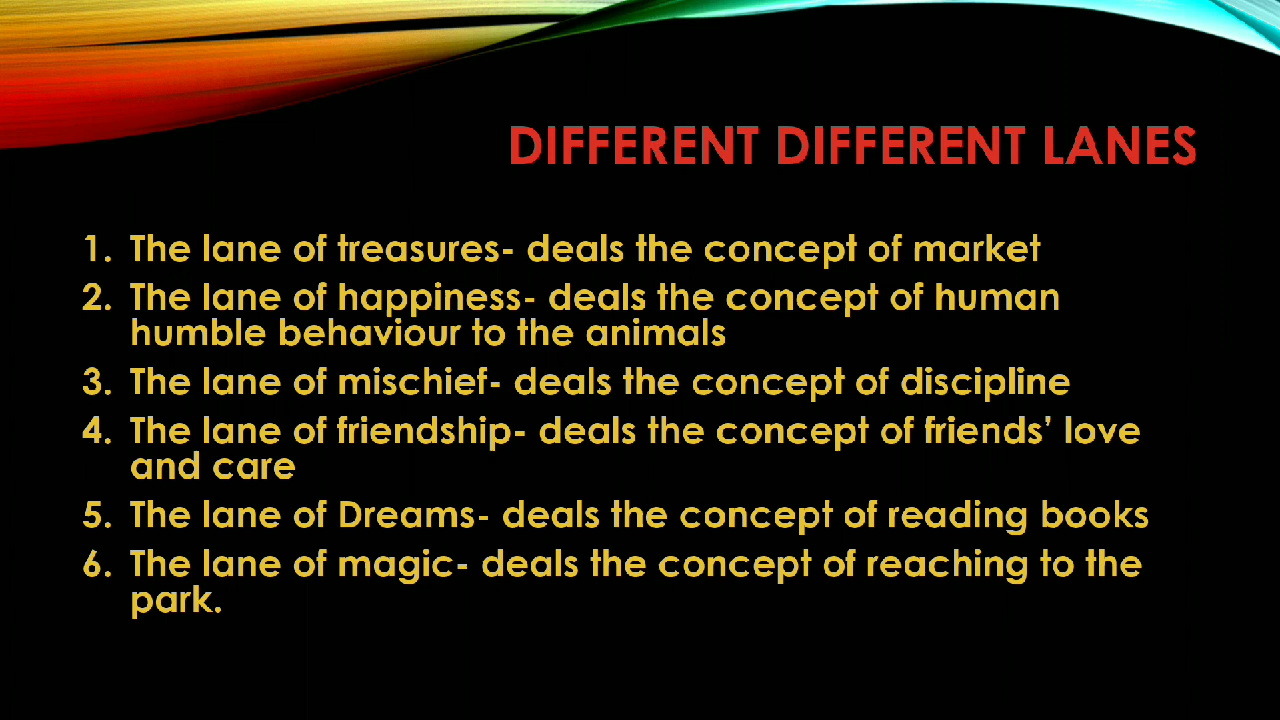 DIFFERENT DIFFERENT LANES
1. The lane of treasures- deals the concept of market
2. The lane of happiness- deals the concept of human
humble behaviour to the animals
3. The lane of mischief- deals the concept of discipline
4. The lane of friendship- deals the concept of friends’ love
and care
5. The lane of Dreams- deals the concept of reading books
6. The lane of magic- deals the concept of reaching to the
park.